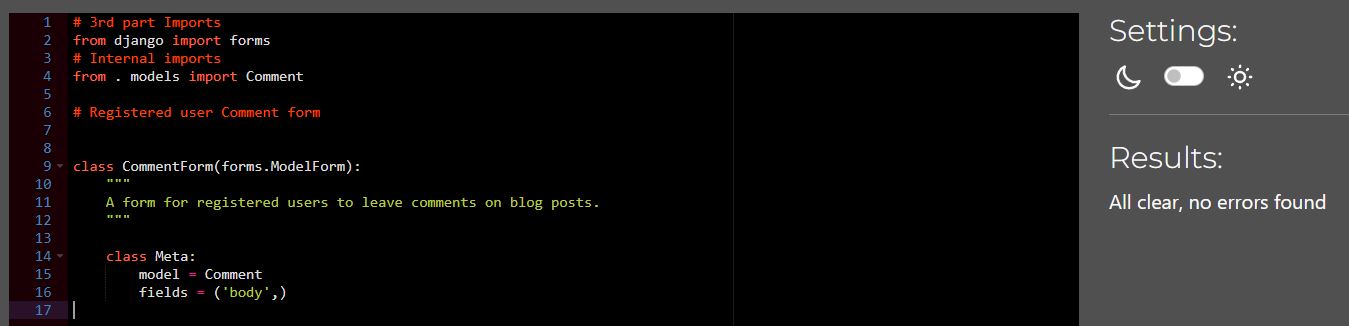 1 # 3rd part Imports
2 from django import forms
3 # Internal imports
4 from . models import Comment
5
6 # Registered user Comment form
7
8
9 class CommentForm(forms.ModelForm):
10     """
11     A form for registered users to leave comments on blog posts.
12     """
13
14     class Meta:
15         model = Comment
16         fields = ('body',)
17
Settings:
Results:
All clear, no errors found